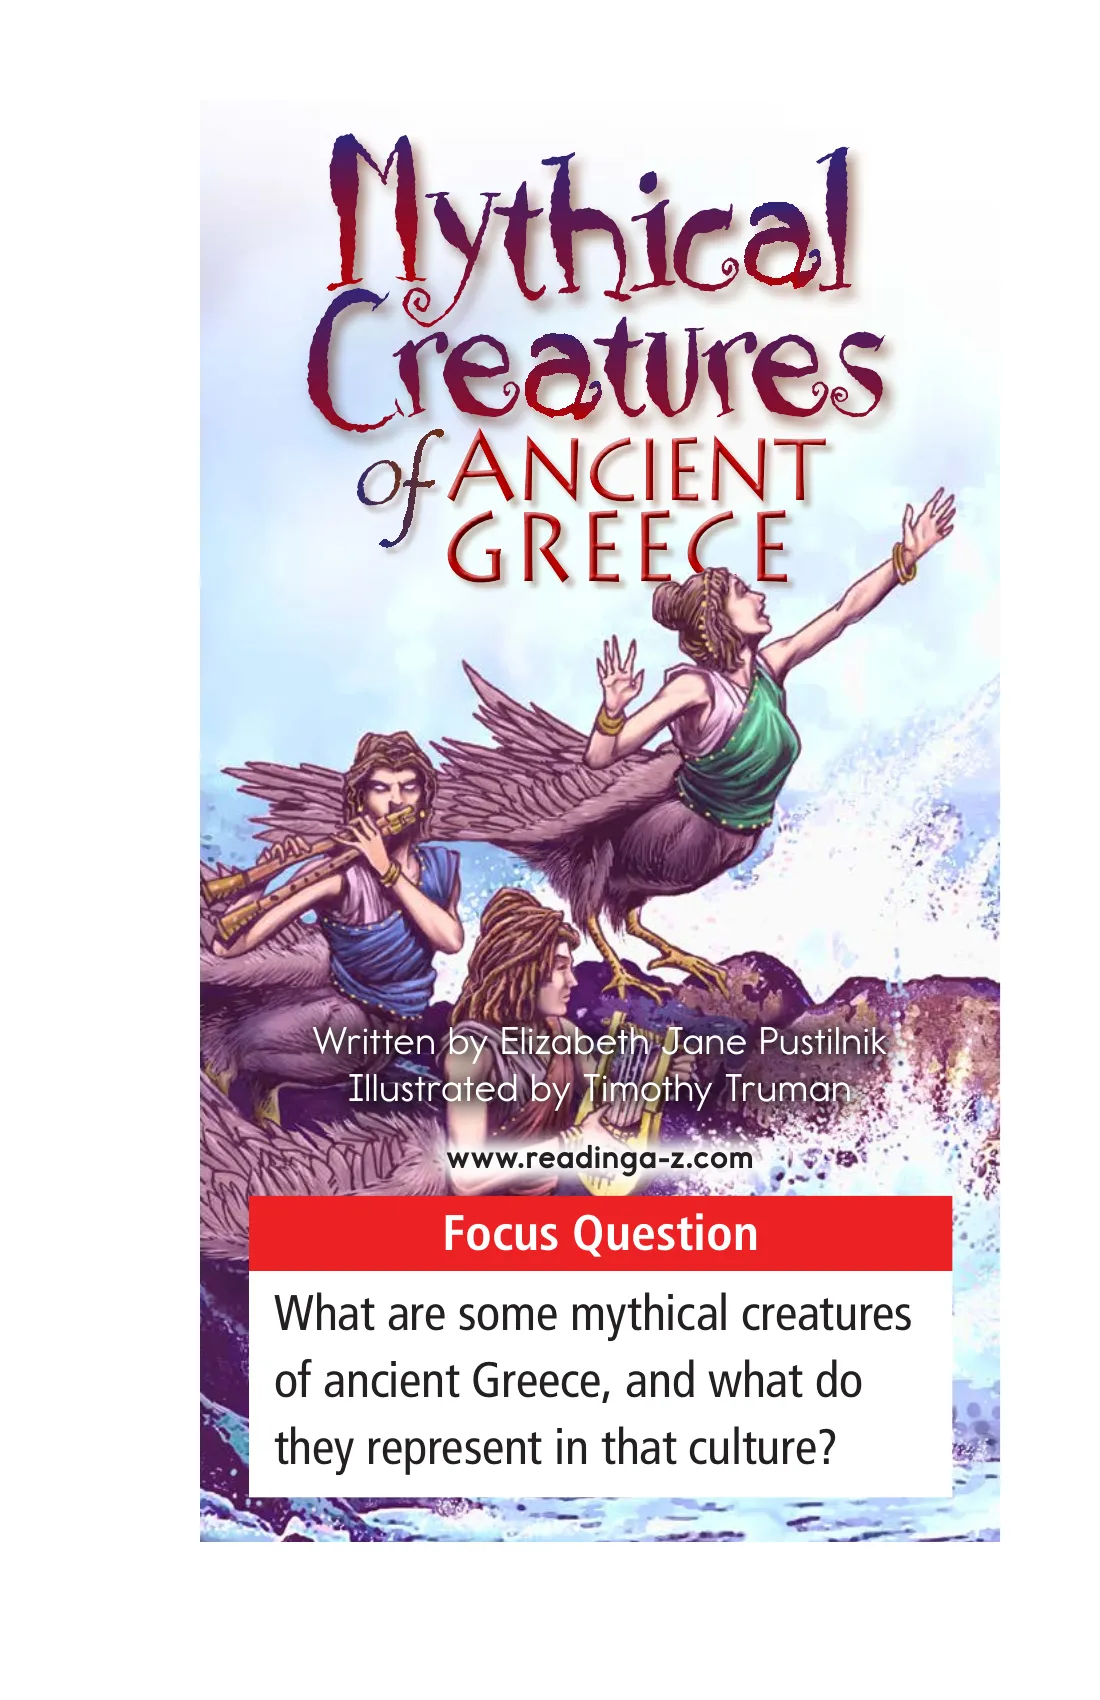 Mythical
Creatures
of ANCIENT
GREECE
Written by Elizabeth Jane Pustilnik
Illustrated by Timothy Truman
www.readinga-z.com
Focus Question
What are some mythical creatures
of ancient Greece, and what do
they represent in that culture?